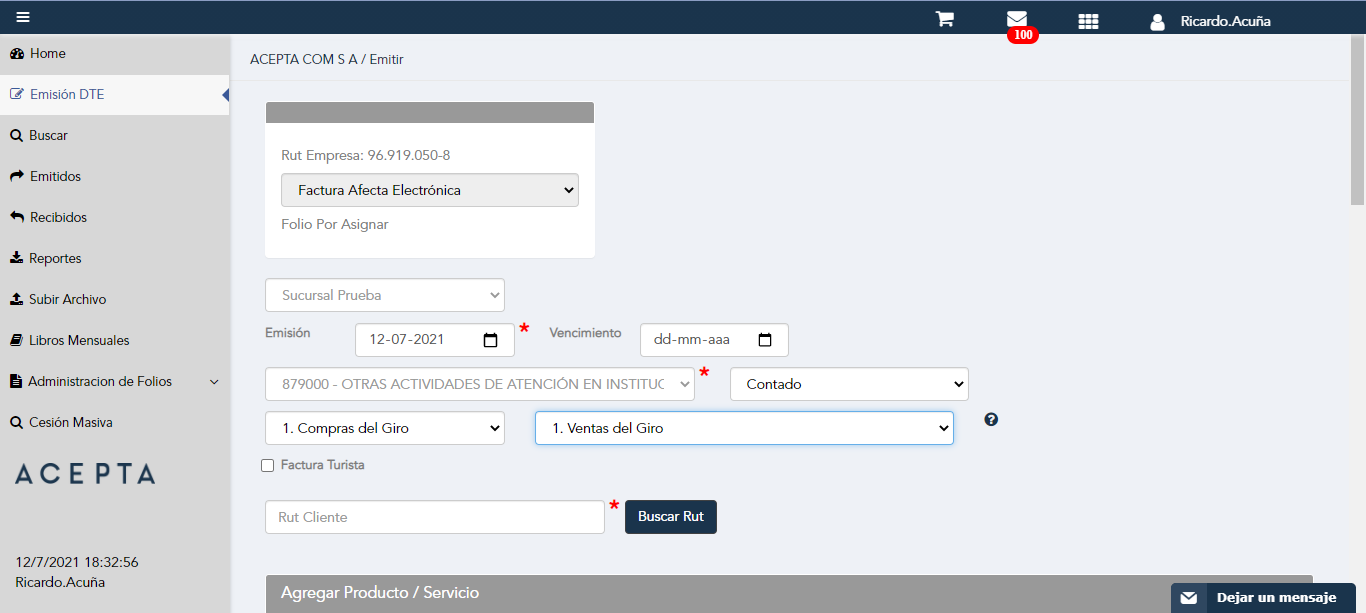 Ricardo.Acuña
100
Home
Emisión DTE
Buscar
Emitidos
Recibidos
Reportes
Subir Archivo
Libros Mensuales
Administracion de Folios
Cesión Masiva
ACEPTA
12/7/2021 18:32:56
Ricardo.Acuña
ACEPTA COM S A / Emitir
Rut Empresa: 96.919.050-8
Factura Afecta Electrónica
Folio Por Asignar
Sucursal Prueba
Emisión 12-07-2021 * Vencimiento dd-mm-aaa
879000 - OTRAS ACTIVIDADES DE ATENCIÓN EN INSTITUC * Contado
1. Compras del Giro 1. Ventas del Giro ?
Factura Turista
Rut Cliente * Buscar Rut
Agregar Producto / Servicio
Dejar un mensaje